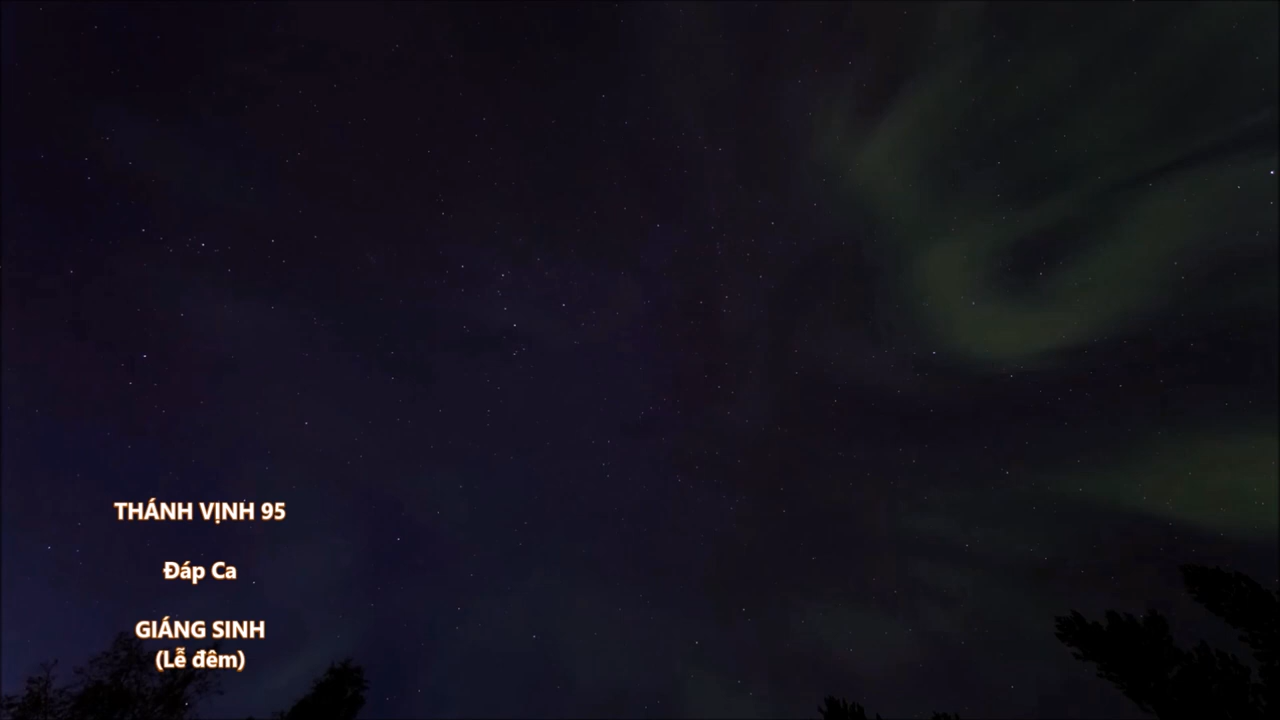 THÁNH VỊNH 95
Đáp Ca
GIÁNG SINH
(Lễ đêm)